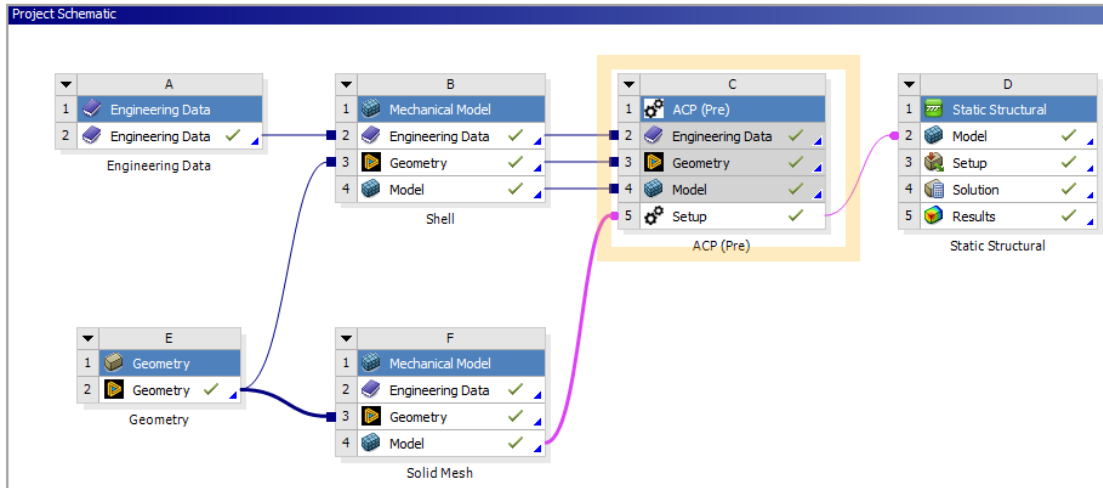 Project Schematic
A
1 Engineering Data
2 Engineering Data
Engineering Data
B
1 Mechanical Model
2 Engineering Data
3 Geometry
4 Model
Shell
C
1 ACP (Pre)
2 Engineering Data
3 Geometry
4 Model
5 Setup
ACP (Pre)
D
1 Static Structural
2 Model
3 Setup
4 Solution
5 Results
Static Structural
E
1 Geometry
2 Geometry
Geometry
F
1 Mechanical Model
2 Engineering Data
3 Geometry
4 Model
Solid Mesh